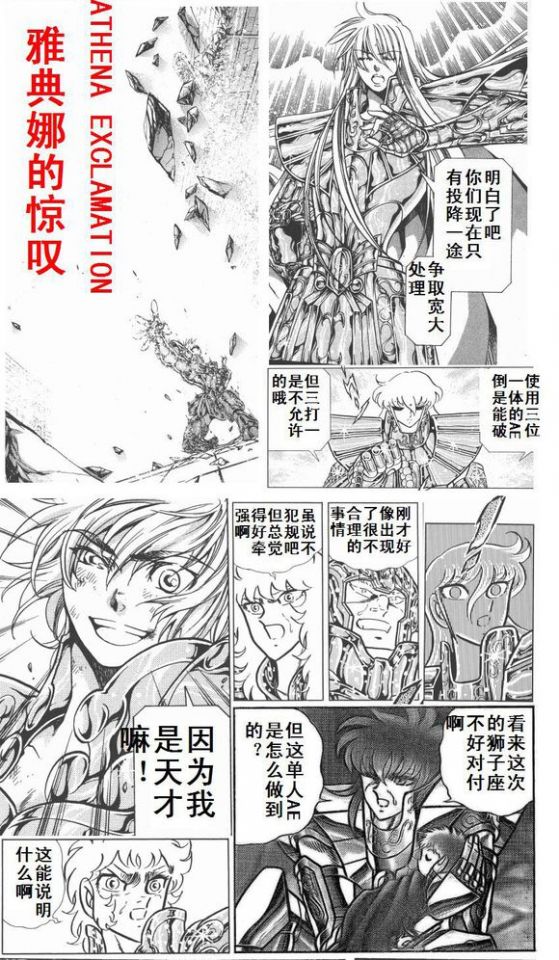 ATHENA EXCLAMATION
雅典娜的惊叹
明白了吧
你们现在只
有投降一途
争取宽大
处理
使用三位
一体的AE
倒是能破
但三打一
是不允许
的哦
刚才好
像出现
了很不
合理的
事情
虽说不
犯规吧
但总觉
得好牵
强啊
因为我
是天才
嘛！
看来这次
的狮子座
不好对付
啊
但这单人AE
是怎么做到
的？
这能说明
什么啊